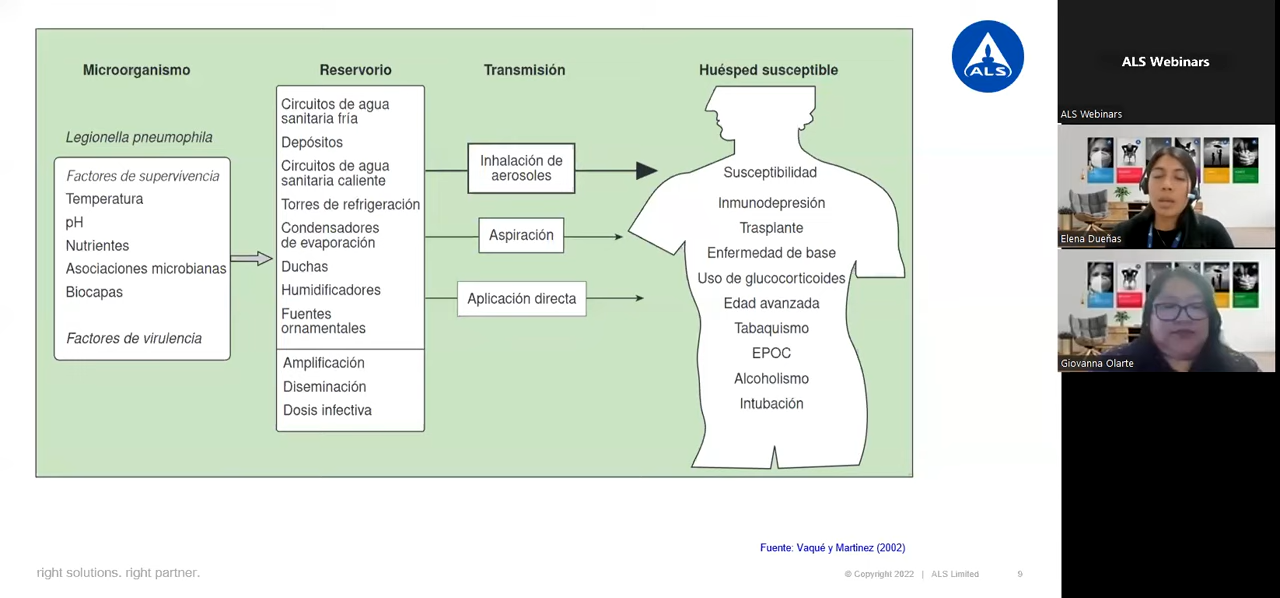 Microorganismo
Legionella pneumophila
Factores de supervivencia
Temperatura
pH
Nutrientes
Asociaciones microbianas
Biocapas
Factores de virulencia
Reservorio
Circuitos de agua
sanitaria fría
Depósitos
Circuitos de agua
sanitaria caliente
Torres de refrigeración
Condensadores
de evaporación
Duchas
Humidificadores
Fuentes
ornamentales
Amplificación
Diseminación
Dosis infectiva
Transmisión
Inhalación de
aerosoles
Aspiración
Aplicación directa
Huésped susceptible
Susceptibilidad
Inmunodepresión
Trasplante
Enfermedad de base
Uso de glucocorticoides
Edad avanzada
Tabaquismo
EPOC
Alcoholismo
Intubación
ALS
Fuente: Vaqué y Martinez (2002)
right solutions. right partner.
© Copyright 2022 | ALS Limited 9
ALS Webinars
ALS Webinars
Elena Dueñas
Giovanna Olarte